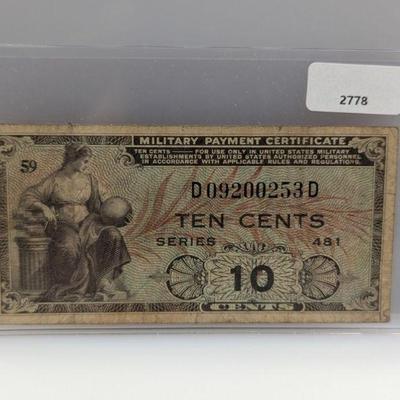 2778
MILITARY PAYMENT CERTIFICATE
TEN CENTS — FOR USE ONLY IN UNITED STATES MILITARY
ESTABLISHMENTS BY UNITED STATES AUTHORIZED PERSONNEL
IN ACCORDANCE WITH APPLICABLE RULES AND REGULATIONS.
59
D09200253D
TEN CENTS
SERIES 481
10
CENTS